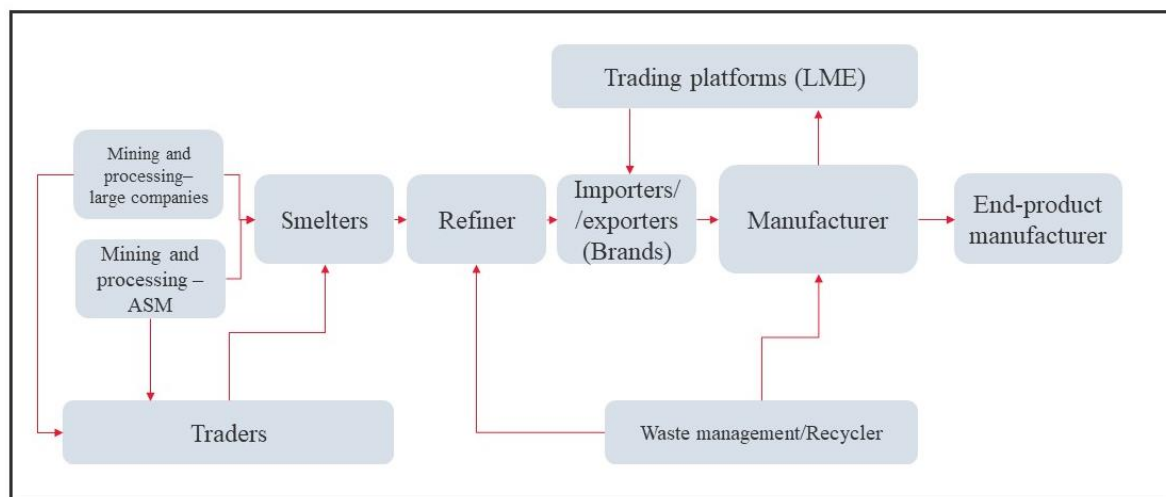 Trading platforms (LME)
Mining and
processing–
large companies
Smelters
Refiner
Importers/
/exporters
(Brands)
Manufacturer
End-product
manufacturer
Mining and
processing –
ASM
Traders
Waste management/Recycler